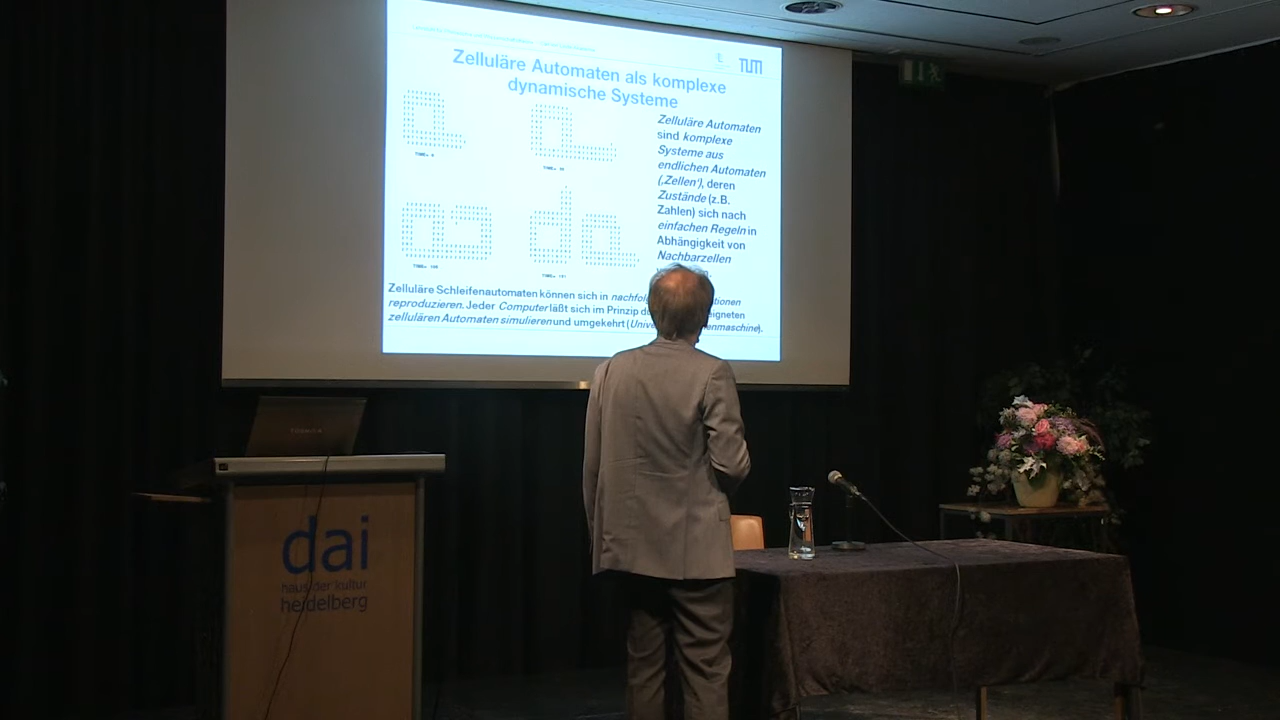 TUM
Zelluläre Automaten als komplexe
dynamische Systeme
Zelluläre Automaten
sind komplexe
Systeme aus
endlichen Automaten
(‚Zellen‘), deren
Zustände (z.B.
Zahlen) sich nach
einfachen Regeln in
Abhängigkeit von
Nachbarzellen
Zelluläre Schleifenautomaten können sich in
reproduzieren. Jeder Computer läßt sich im Prinzip
zellulären Automaten simulieren und umgekehrt
TOSHIBA
dai
haus der kultur
heidelberg